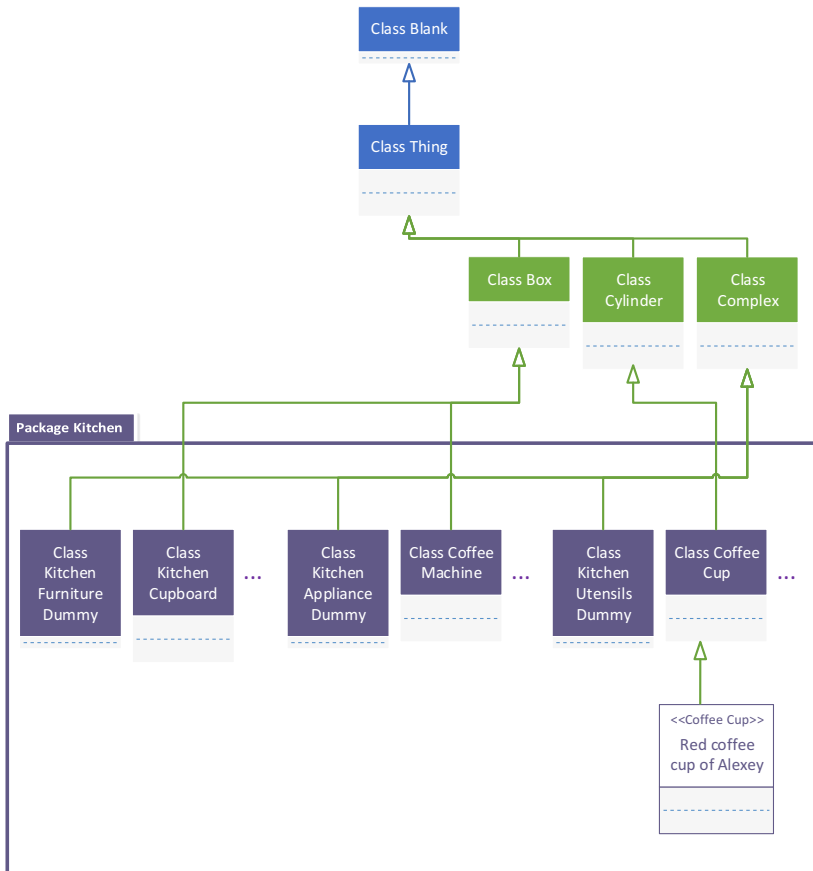 Class Blank
Class Thing
Class Box
Class
Cylinder
Class
Complex
Package Kitchen
Class
Kitchen
Furniture
Dummy
Class
Kitchen
Cupboard
...
Class
Kitchen
Appliance
Dummy
Class Coffee
Machine
...
Class
Kitchen
Utensils
Dummy
Class Coffee
Cup
...
<<Coffee Cup>>
Red coffee
cup of Alexey